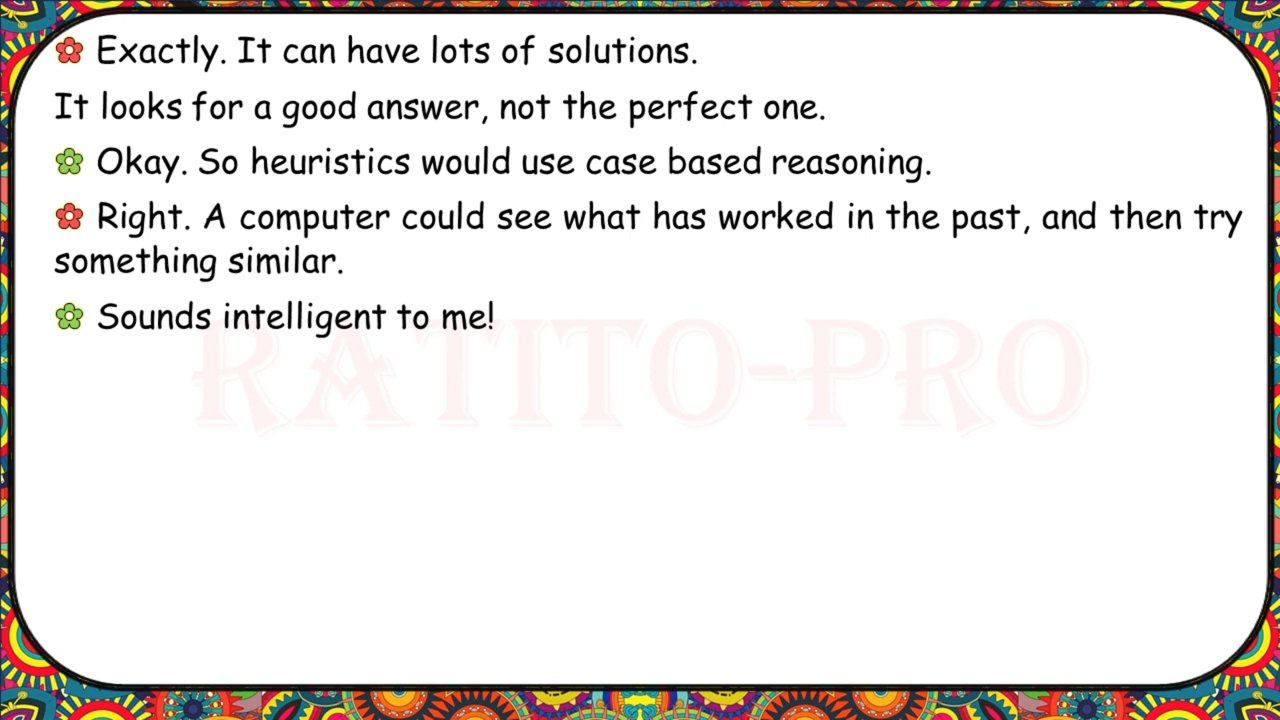 Exactly. It can have lots of solutions.
It looks for a good answer, not the perfect one.
Okay. So heuristics would use case based reasoning.
Right. A computer could see what has worked in the past, and then try
something similar.
Sounds intelligent to me!
RATITO-PRO